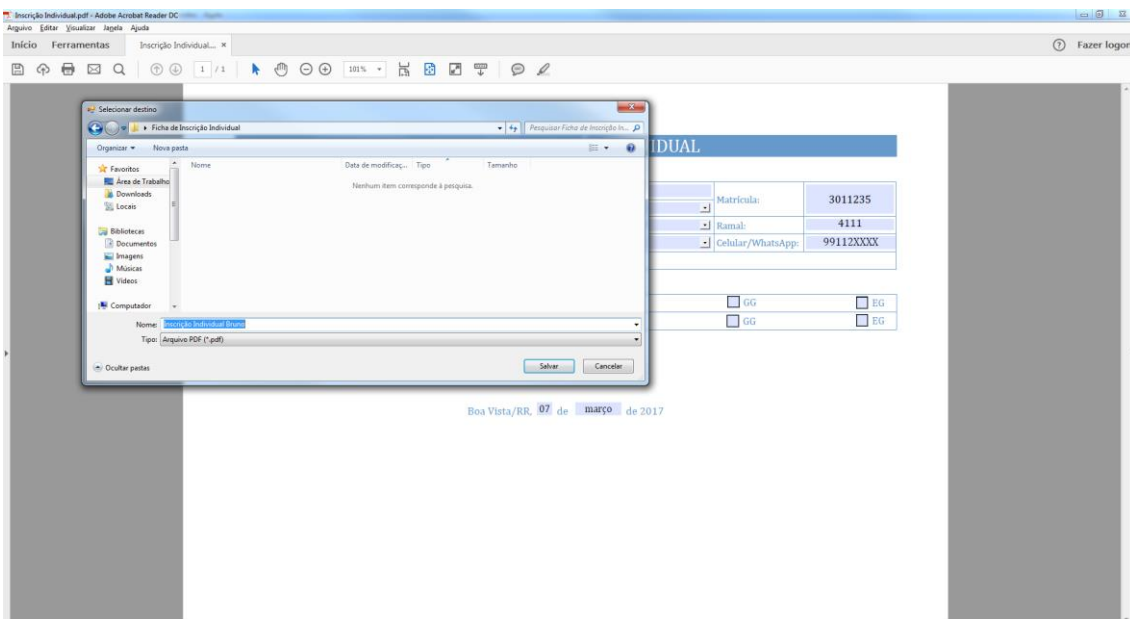 Inscrição Individual.pdf - Adobe Acrobat Reader DC
Arquivo Editar Visualizar Janela Ajuda
Início Ferramentas Inscrição Individual... × Fazer logon
1 / 1 101%
Selecionar destino
Ficha de Inscrição Individual Pesquisar Ficha de Inscrição In...
Organizar Nova pasta
Favoritos Nome Data de modificaç... Tipo Tamanho
Área de Trabalho Nenhum item corresponde à pesquisa.
Downloads
Locais
Bibliotecas
Documentos
Imagens
Músicas
Vídeos
Computador
Nome: Inscrição Individual Bruno
Tipo: Arquivo PDF (*.pdf)
Ocultar pastas Salvar Cancelar
IDUAL
Matrícula: 3011235
Ramal: 4111
Celular/WhatsApp: 99112XXXX
GG EG
GG EG
Boa Vista/RR, 07 de março de 2017